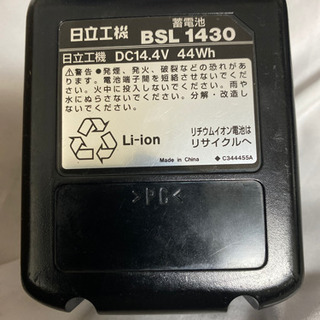 蓄電池
日立工機 BSL 1430
日立工機 DC14.4V 44Wh
⚠警告●発煙、発火、破裂などの恐れがあり
ます。電池端子間を短絡させないでくださ
い。火中に投入しないでください。雨や
水にぬらさないでください。分解・改造し
ないでください。
Li-ion
リチウムイオン電池は
リサイクルへ
Made in China
◆ C344455A
>PC<